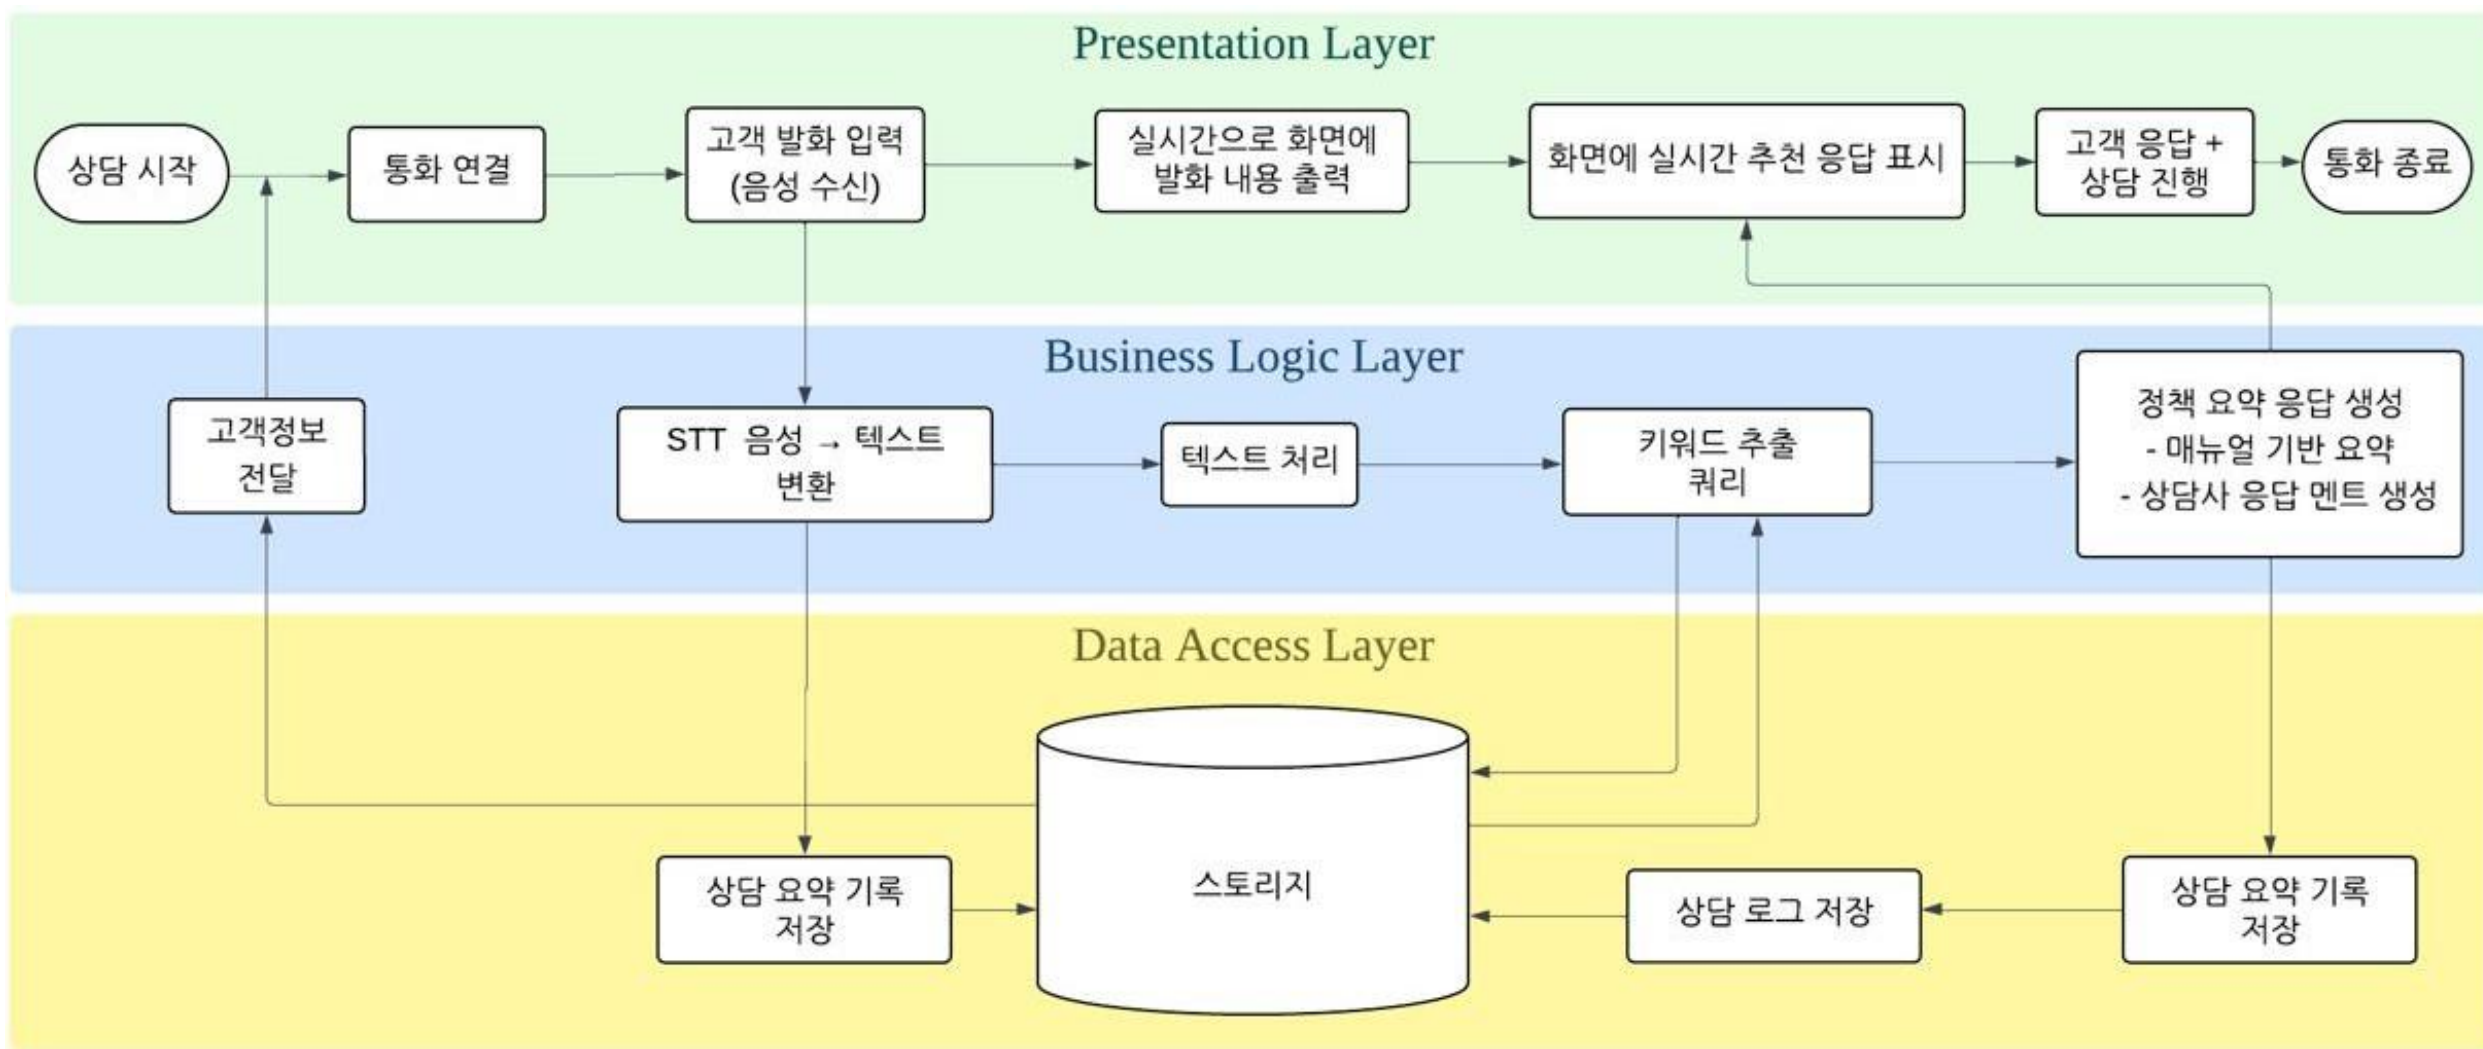 Presentation Layer
상담 시작
통화 연결
고객 발화 입력
(음성 수신)
실시간으로 화면에
발화 내용 출력
화면에 실시간 추천 응답 표시
고객 응답 +
상담 진행
통화 종료
Business Logic Layer
고객정보
전달
STT 음성 → 텍스트
변환
텍스트 처리
키워드 추출
쿼리
정책 요약 응답 생성
- 매뉴얼 기반 요약
- 상담사 응답 멘트 생성
Data Access Layer
상담 요약 기록
저장
스토리지
상담 로그 저장
상담 요약 기록
저장